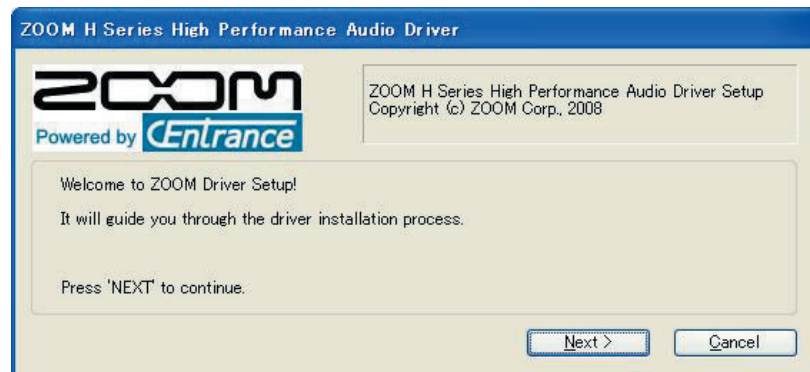 ZOOM H Series High Performance Audio Driver
ZOOM
Powered by CEntrance
ZOOM H Series High Performance Audio Driver Setup
Copyright (c) ZOOM Corp., 2008
Welcome to ZOOM Driver Setup!
It will guide you through the driver installation process.
Press 'NEXT' to continue.
Next >
Cancel